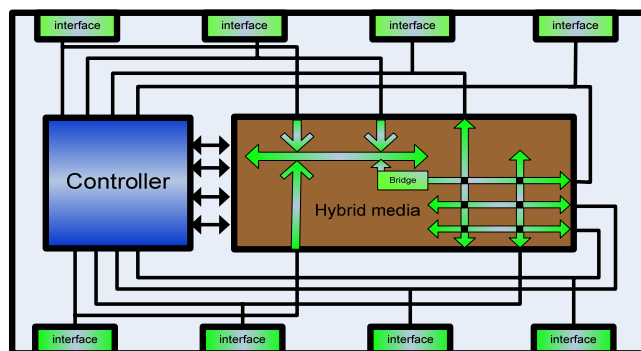 interface
interface
interface
interface
Controller
Bridge
Hybrid media
interface
interface
interface
interface